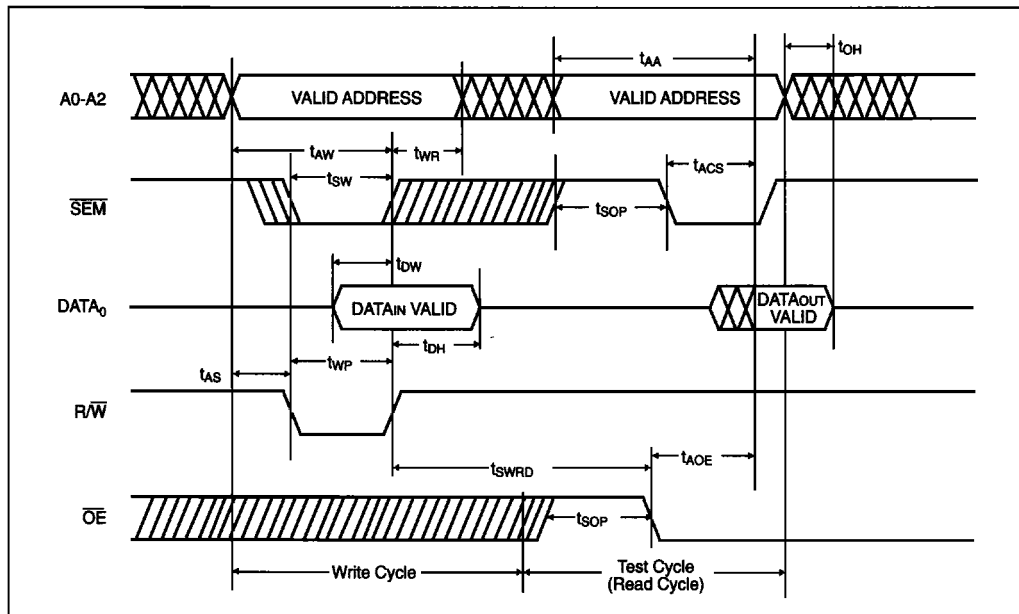 tAA
tOH
A0-A2
VALID ADDRESS
VALID ADDRESS
tAW
tWR
tACS
tSW
SEM
tSOP
tDW
DATA0
DATAIN VALID
DATAOUT
VALID
tDH
tWP
tAS
R/W
tSWRD
tAOE
OE
tSOP
Write Cycle
Test Cycle
(Read Cycle)